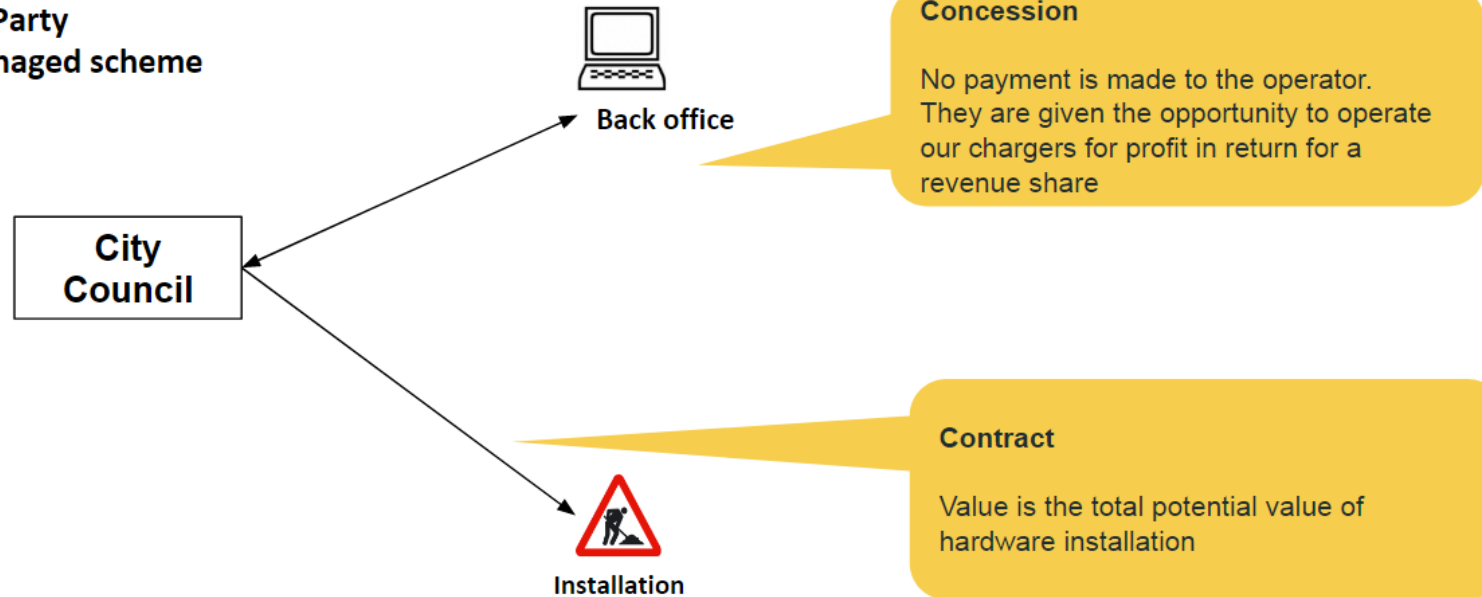 Party
naged scheme
Back office
City
Council
Installation
Concession
No payment is made to the operator.
They are given the opportunity to operate
our chargers for profit in return for a
revenue share
Contract
Value is the total potential value of
hardware installation